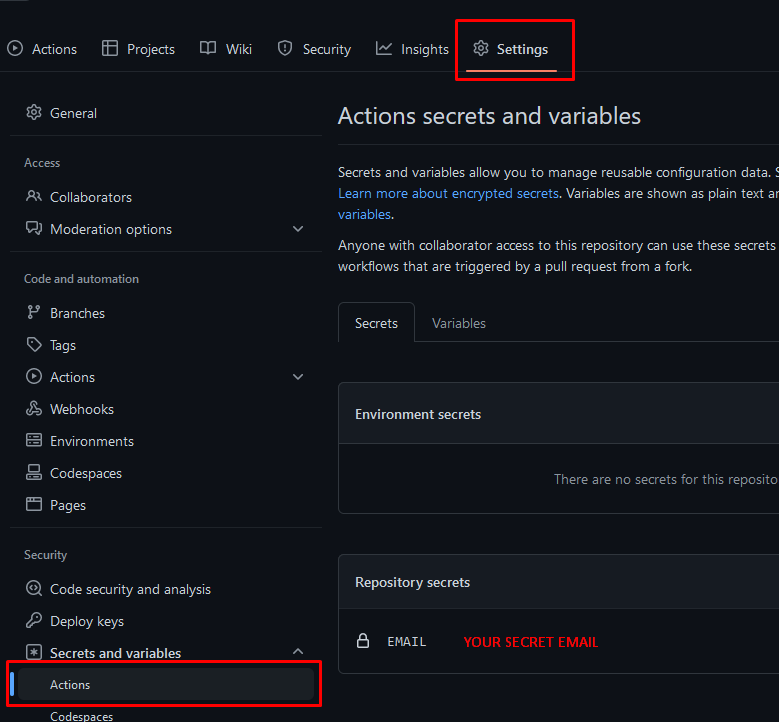 Actions Projects Wiki Security Insights Settings
General
Access
Collaborators
Moderation options
Code and automation
Branches
Tags
Actions
Webhooks
Environments
Codespaces
Pages
Security
Code security and analysis
Deploy keys
Secrets and variables
Actions
Codespaces
Actions secrets and variables
Secrets and variables allow you to manage reusable configuration data. S
Learn more about encrypted secrets. Variables are shown as plain text a
variables.
Anyone with collaborator access to this repository can use these secrets
workflows that are triggered by a pull request from a fork.
Secrets Variables
Environment secrets
There are no secrets for this reposito
Repository secrets
EMAIL YOUR SECRET EMAIL